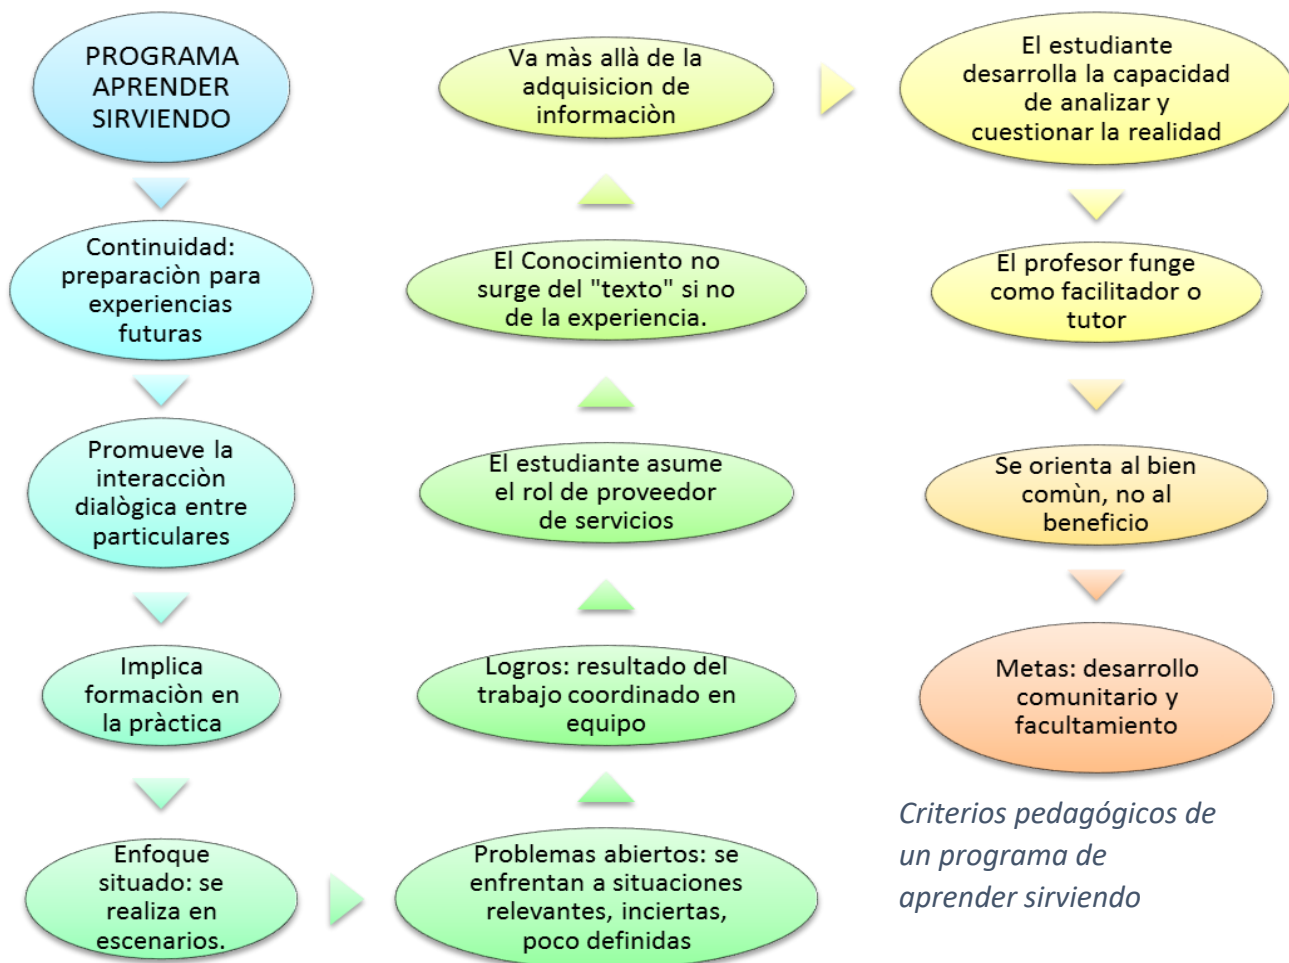 PROGRAMA
APRENDER
SIRVIENDO
Continuidad:
preparaciòn para
experiencias
futuras
Promueve la
interacciòn
dialògica entre
particulares
Implica
formaciòn en
la pràctica
Enfoque
situado: se
realiza en
escenarios.
Problemas abiertos: se
enfrentan a situaciones
relevantes, inciertas,
poco definidas
Logros: resultado del
trabajo coordinado en
equipo
El estudiante asume
el rol de proveedor
de servicios
El Conocimiento no
surge del "texto" si no
de la experiencia.
Va màs allà de la
adquisicion de
informaciòn
El estudiante
desarrolla la capacidad
de analizar y
cuestionar la realidad
El profesor funge
como facilitador o
tutor
Se orienta al bien
comùn, no al
beneficio
Metas: desarrollo
comunitario y
facultamiento
Criterios pedagógicos de
un programa de
aprender sirviendo